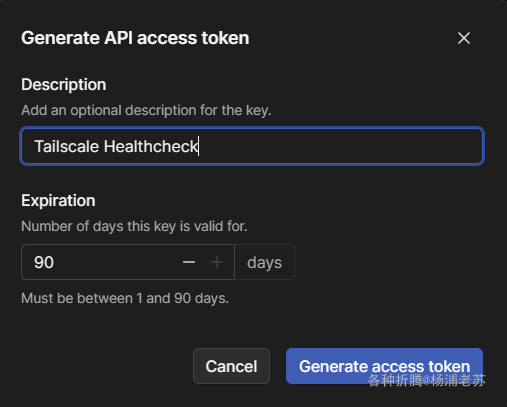 Generate API access token
Description
Add an optional description for the key.
Tailscale Healthcheck
Expiration
Number of days this key is valid for.
90 days
Must be between 1 and 90 days.
Cancel Generate access token
各种折腾@杨浦老苏